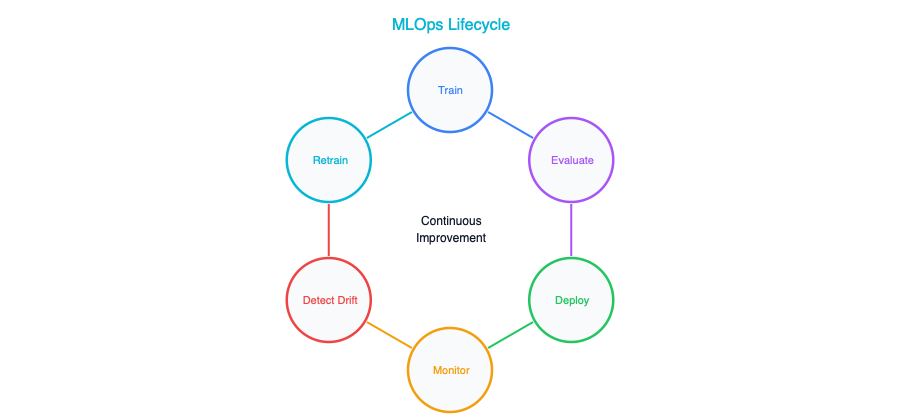 MLOps Lifecycle
Train
Retrain
Evaluate
Continuous
Improvement
Detect Drift
Deploy
Monitor